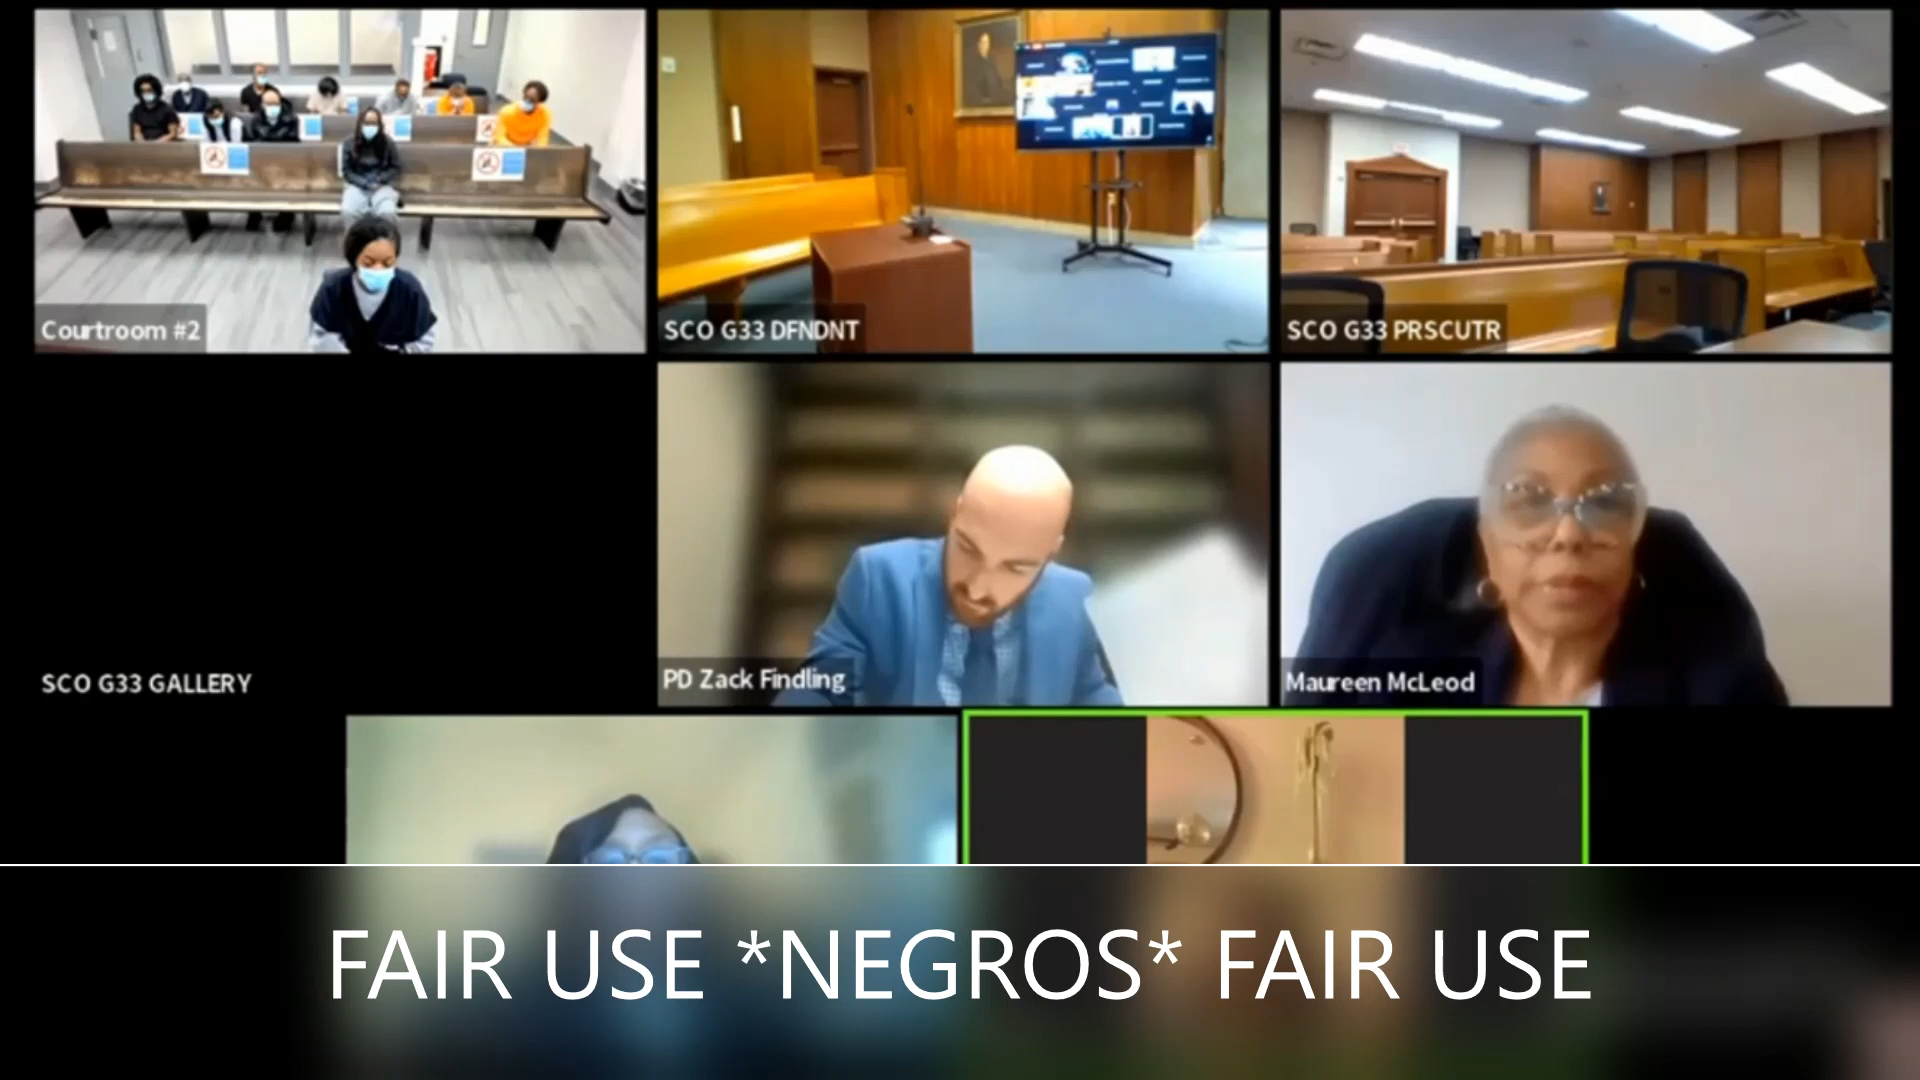 Courtroom #2
SCO G33 DFNDNT
SCO G33 PRSCUTR
SCO G33 GALLERY
PD Zack Findling
Maureen McLeod
FAIR USE *NEGROS* FAIR USE